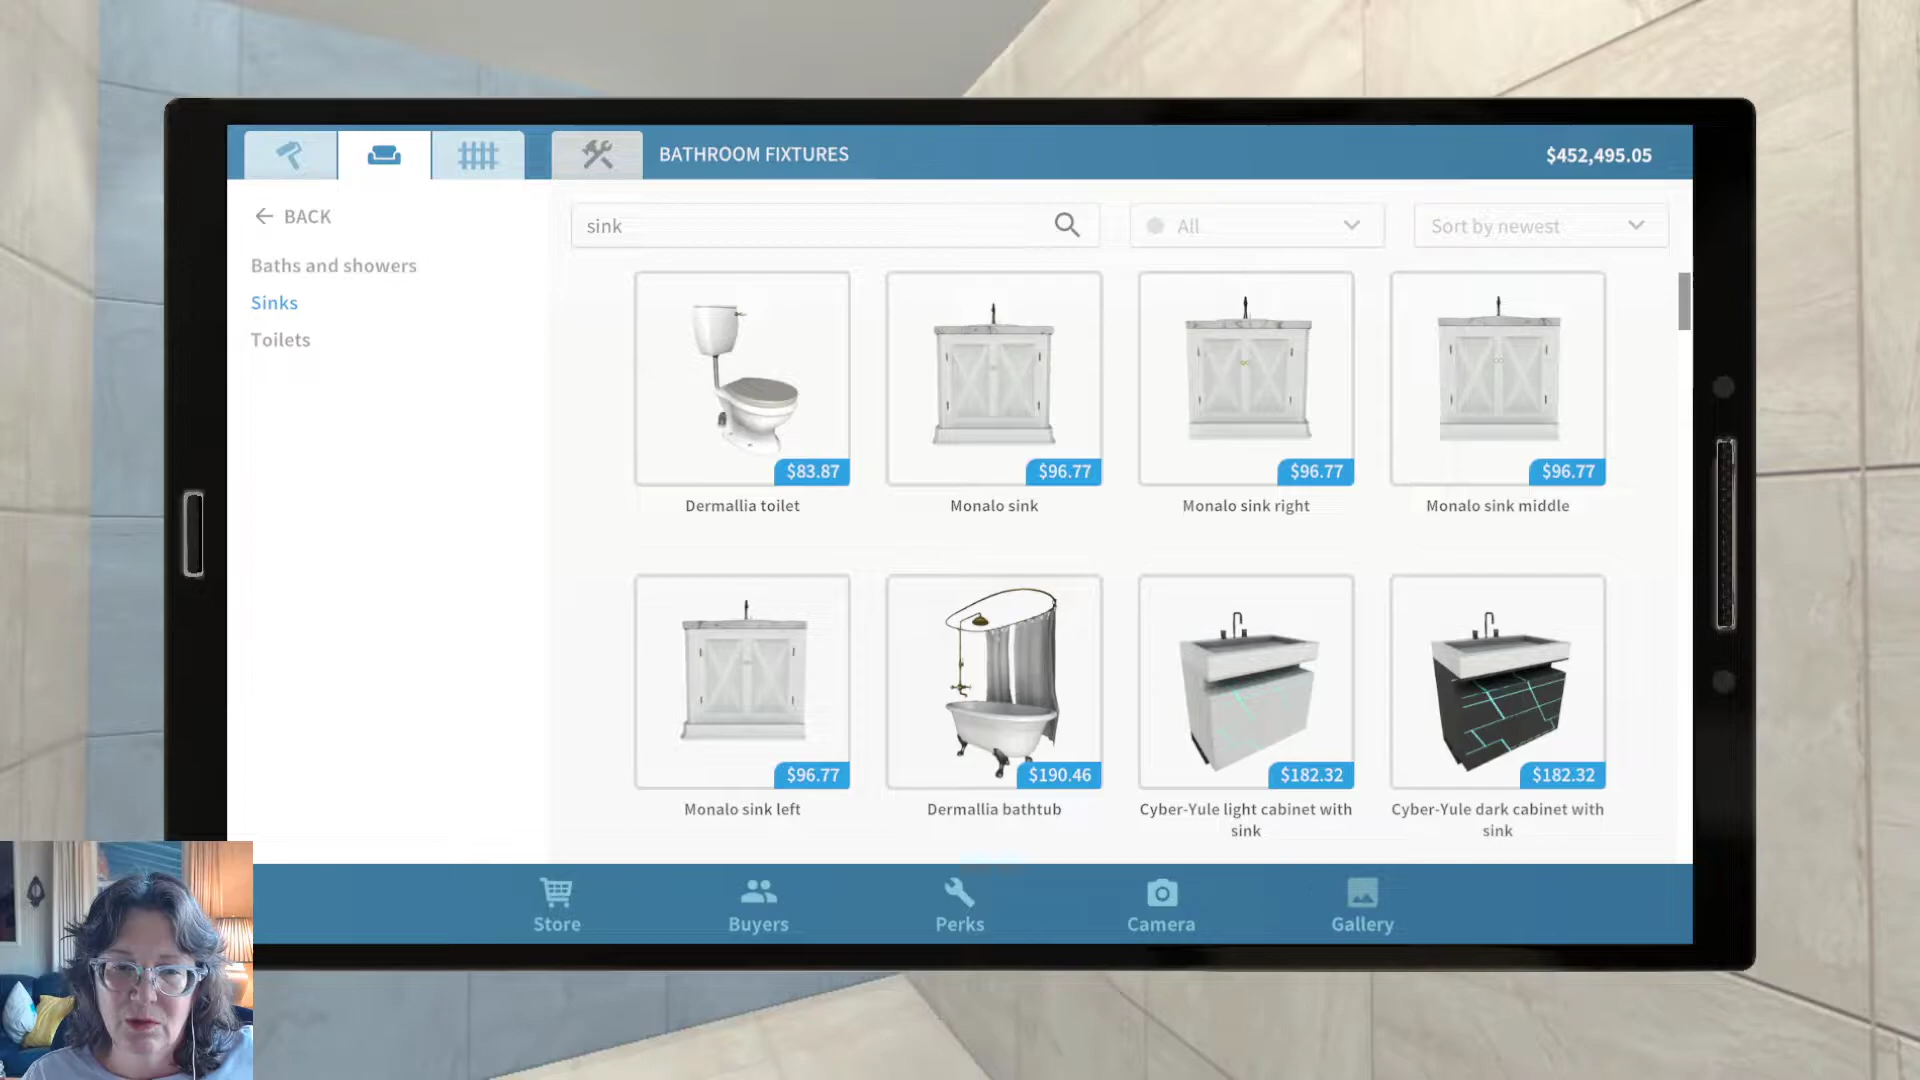 BATHROOM FIXTURES
$452,495.05
BACK
sink
All
Sort by newest
Baths and showers
Sinks
Toilets
$83.87
$96.77
$96.77
$96.77
Dermallia toilet
Monalo sink
Monalo sink right
Monalo sink middle
$96.77
$190.46
$182.32
$182.32
Monalo sink left
Dermallia bathtub
Cyber-Yule light cabinet with
sink
Cyber-Yule dark cabinet with
sink
Store
Buyers
Perks
Camera
Gallery